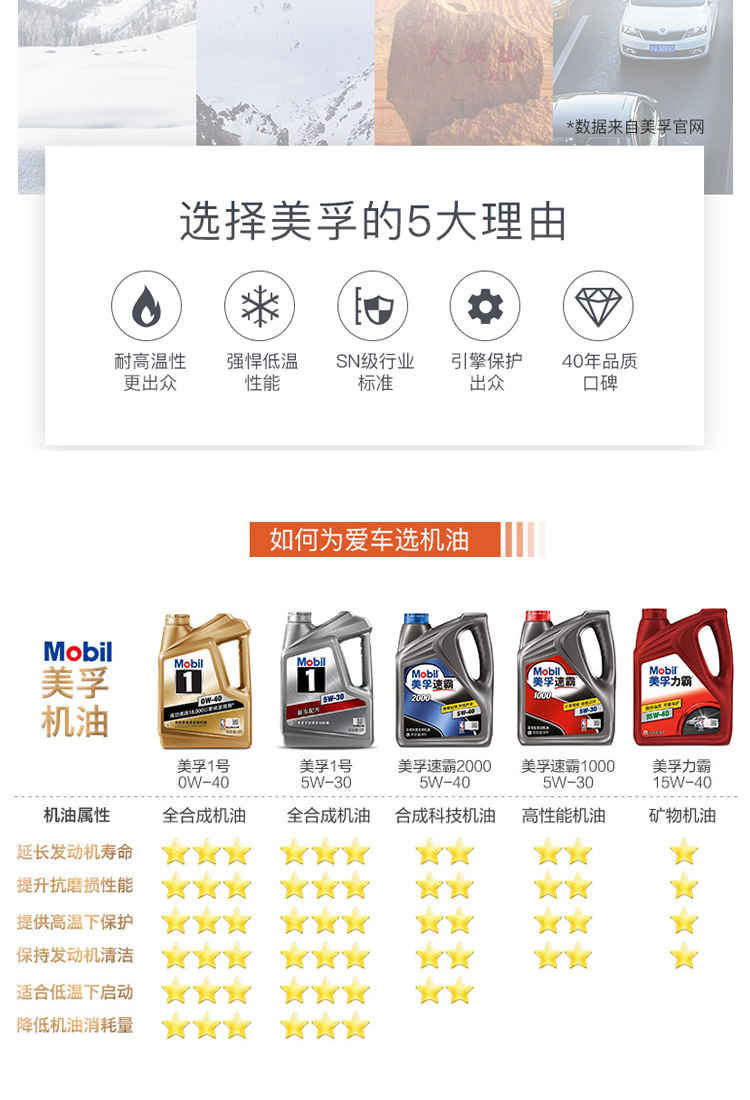 天山
*数据来自美孚官网
选择美孚的5大理由
耐高温性
更出众
强悍低温
性能
SN级行业
标准
引擎保护
出众
40年品质
口碑
如何为爱车选机油
Mobil
美孚
机油
Mobil
1
0W-40
Mobil
1
5W-30
新车配方
Mobil
美孚速霸
2000
5W-40
Mobil
美孚速霸
1000
5W-30
Mobil
美孚力霸
15W-40
美孚1号
0W-40
美孚1号
5W-30
美孚速霸2000
5W-40
美孚速霸1000
5W-30
美孚力霸
15W-40
机油属性 全合成机油 全合成机油 合成科技机油 高性能机油 矿物机油
延长发动机寿命
提升抗磨损性能
提供高温下保护
保持发动机清洁
适合低温下启动
降低机油消耗量